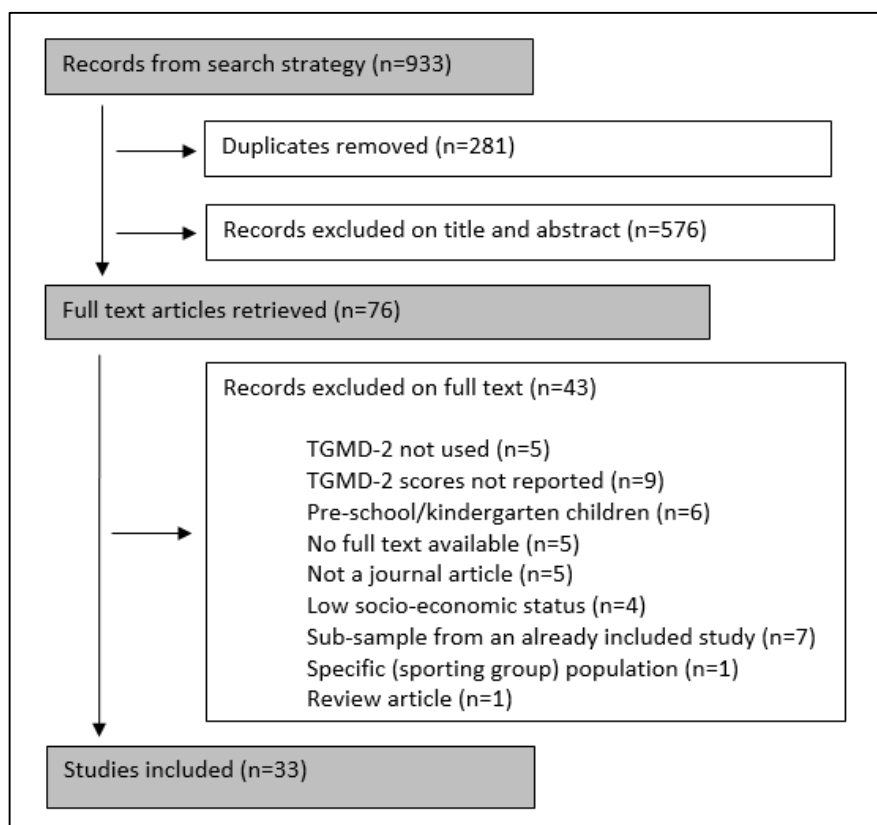 Records from search strategy (n=933)
Duplicates removed (n=281)
Records excluded on title and abstract (n=576)
Full text articles retrieved (n=76)
Records excluded on full text (n=43)
TGMD-2 not used (n=5)
TGMD-2 scores not reported (n=9)
Pre-school/kindergarten children (n=6)
No full text available (n=5)
Not a journal article (n=5)
Low socio-economic status (n=4)
Sub-sample from an already included study (n=7)
Specific (sporting group) population (n=1)
Review article (n=1)
Studies included (n=33)